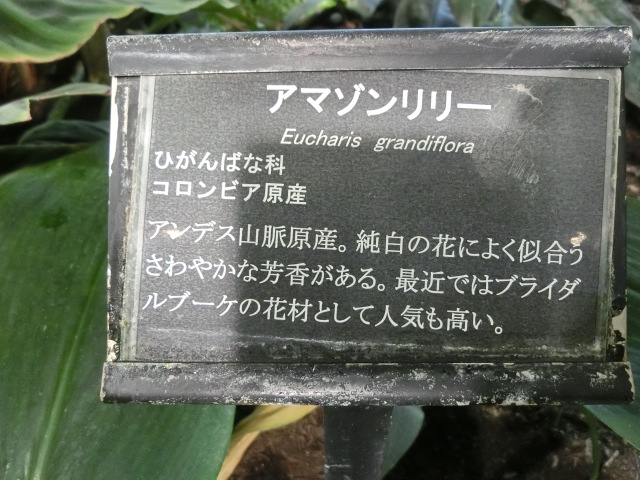 アマゾンリリー
Eucharis grandiflora
ひがんばな科
コロンビア原産
アンデス山脈原産。純白の花によく似合う
さわやかな芳香がある。最近ではブライダ
ルブーケの花材として人気も高い。